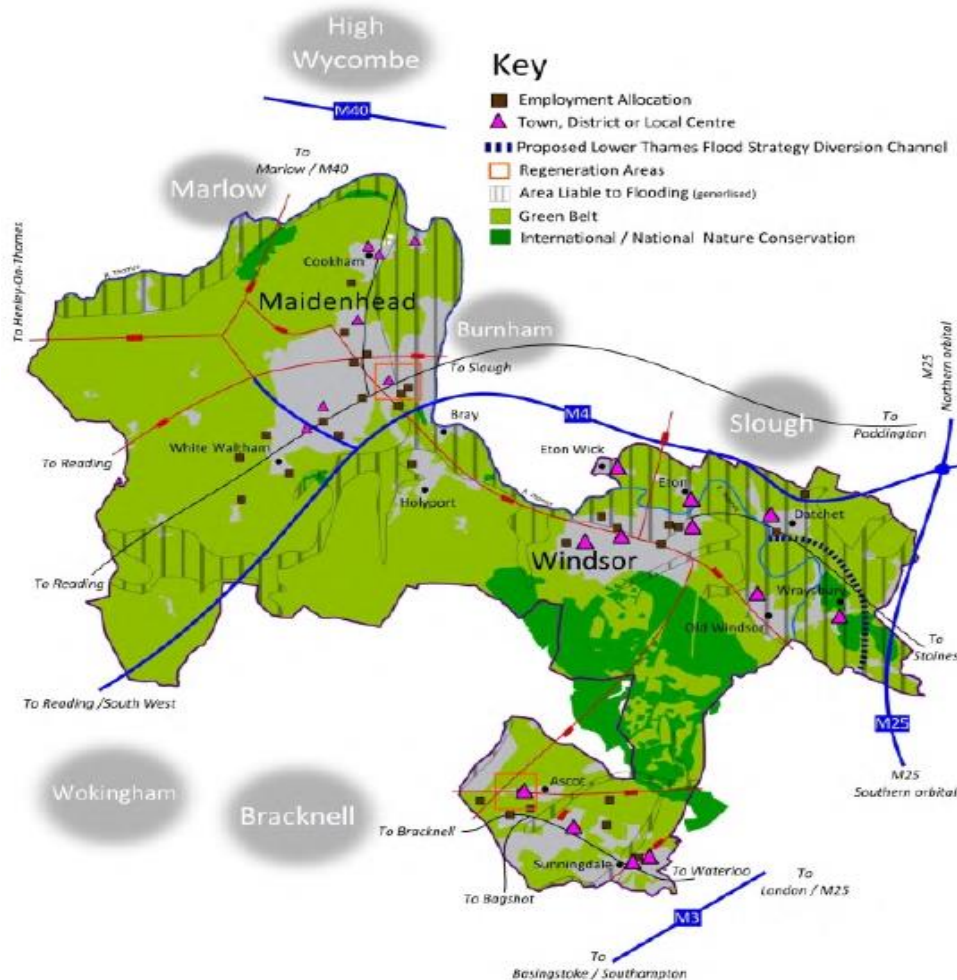 High
Wycombe
Key
Employment Allocation
Town, District or Local Centre
Proposed Lower Thames Flood Strategy Diversion Channel
Regeneration Areas
Area Liable to Flooding (generlised)
Green Belt
International / National Nature Conservation
M40
To
Marlow / M40
Marlow
To Henley-On-Thames
R. Thames
Cookham
Maidenhead
Burnham
To Slough
M25
Northern orbital
Slough
To
Paddington
M4
Bray
Eton Wick
Eton
White Waltham
To Reading
Holyport
R. Thames
Datchet
Windsor
Wraysbury
Old Windsor
To Reading
To
Staines
To Reading /South West
M25
M25
Southern orbital
Wokingham
Bracknell
Ascot
To Bracknell
Sunningdale
To Waterloo
To Bagshot
To
London / M25
M3
To
Basingstoke / Southampton